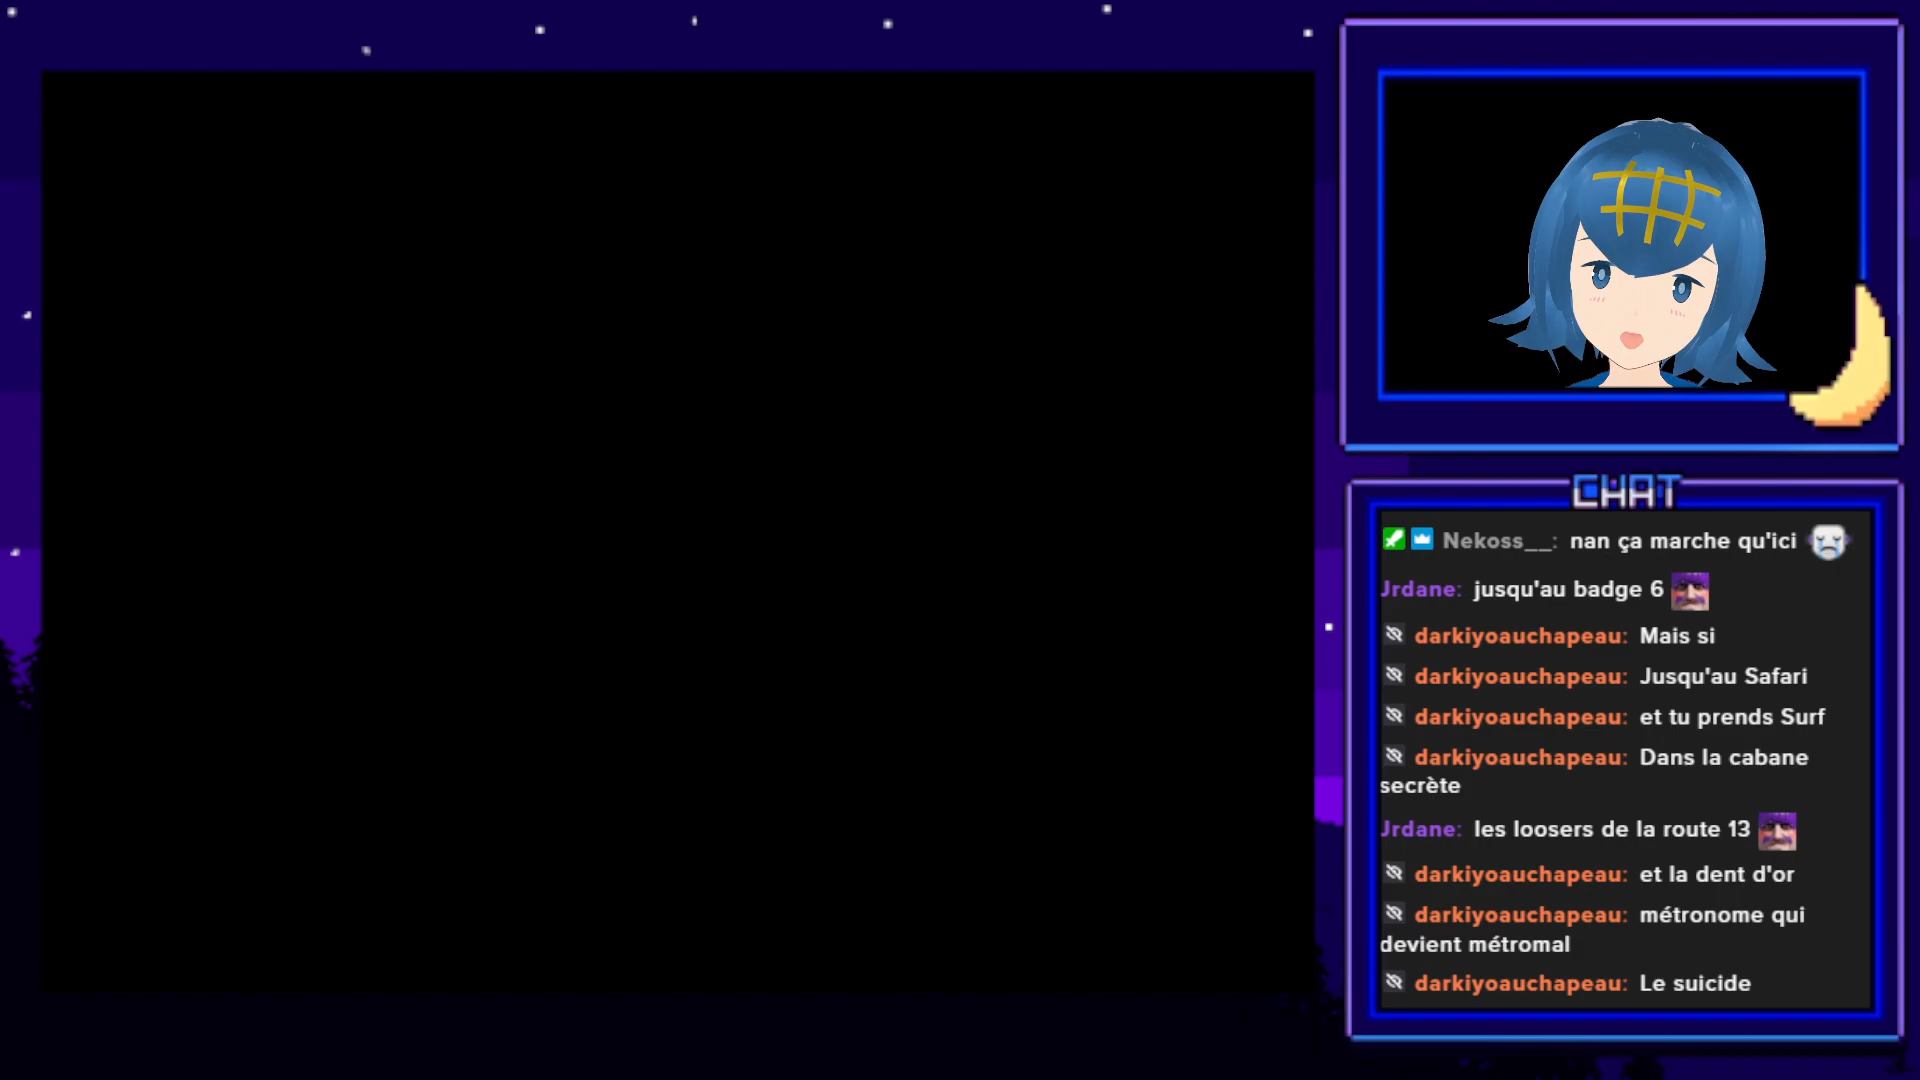 CHAT
Nekoss__: nan ça marche qu'ici
Jrdane: jusqu'au badge 6
darkiyoauchapeau: Mais si
darkiyoauchapeau: Jusqu'au Safari
darkiyoauchapeau: et tu prends Surf
darkiyoauchapeau: Dans la cabane
secrète
Jrdane: les loosers de la route 13
darkiyoauchapeau: et la dent d'or
darkiyoauchapeau: métronome qui
devient métromal
darkiyoauchapeau: Le suicide